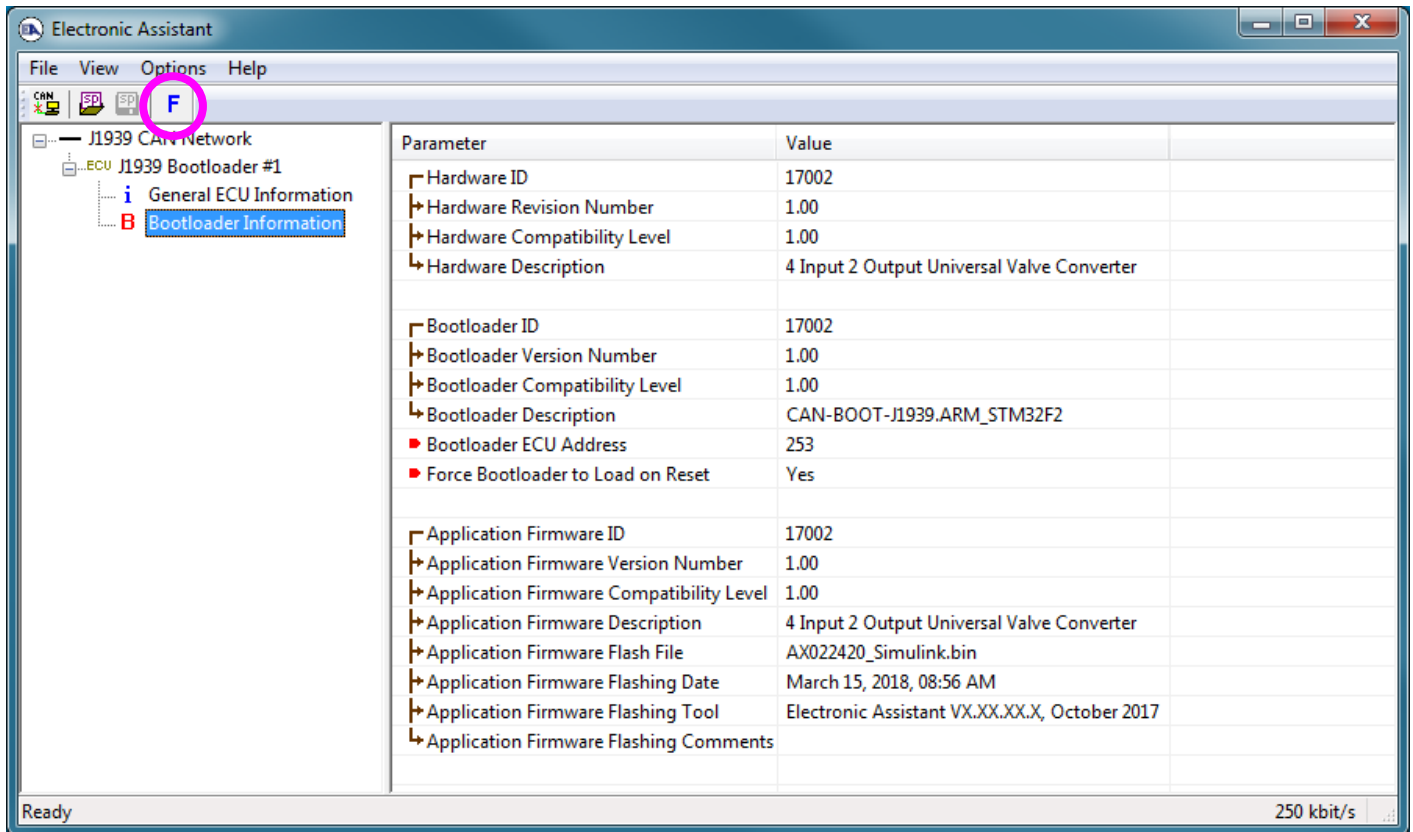 Electronic Assistant
File View Options Help
CAN SP SP F
J1939 CAN Network
ECU J1939 Bootloader #1
i General ECU Information
B Bootloader Information
Parameter Value
Hardware ID 17002
Hardware Revision Number 1.00
Hardware Compatibility Level 1.00
Hardware Description 4 Input 2 Output Universal Valve Converter
Bootloader ID 17002
Bootloader Version Number 1.00
Bootloader Compatibility Level 1.00
Bootloader Description CAN-BOOT-J1939.ARM_STM32F2
Bootloader ECU Address 253
Force Bootloader to Load on Reset Yes
Application Firmware ID 17002
Application Firmware Version Number 1.00
Application Firmware Compatibility Level 1.00
Application Firmware Description 4 Input 2 Output Universal Valve Converter
Application Firmware Flash File AX022420_Simulink.bin
Application Firmware Flashing Date March 15, 2018, 08:56 AM
Application Firmware Flashing Tool Electronic Assistant VX.XX.XX.X, October 2017
Application Firmware Flashing Comments
Ready 250 kbit/s